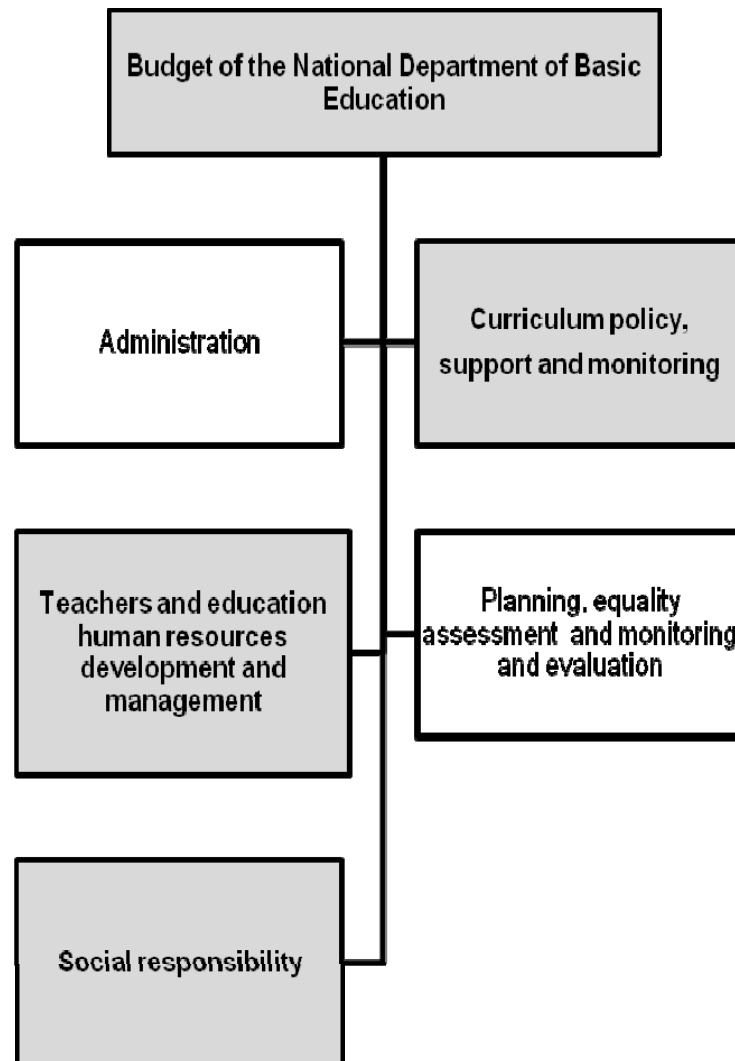 Budget of the National Department of Basic
Education
Administration
Curriculum policy,
support and monitoring
Teachers and education
human resources
development and
management
Planning, equality
assessment and monitoring
and evaluation
Social responsibility